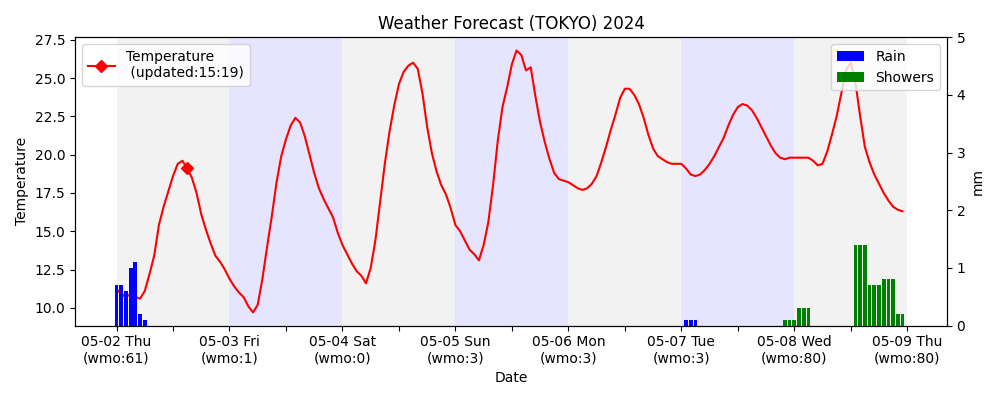 Weather Forecast (TOKYO) 2024
Temperature
(updated:15:19)
Rain
Showers
27.5
25.0
22.5
20.0
17.5
15.0
12.5
10.0
Temperature
5
4
3
2
1
0
mm
05-02 Thu
(wmo:61)
05-03 Fri
(wmo:1)
05-04 Sat
(wmo:0)
05-05 Sun
(wmo:3)
05-06 Mon
(wmo:3)
05-07 Tue
(wmo:3)
05-08 Wed
(wmo:80)
05-09 Thu
(wmo:80)
Date